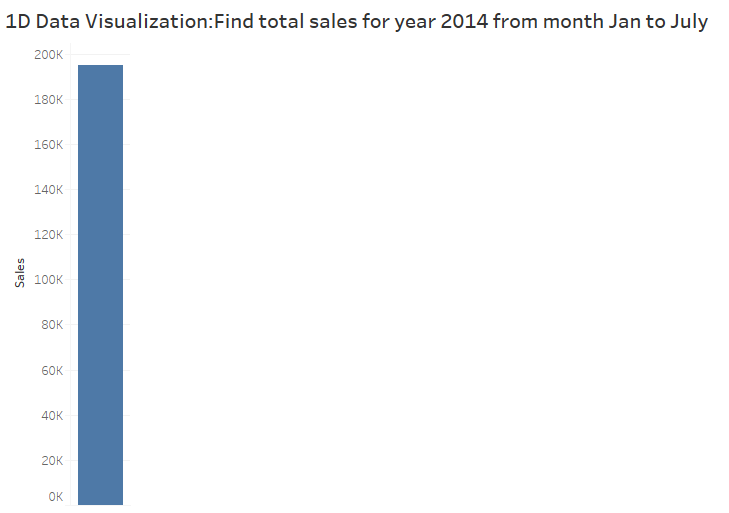 1D Data Visualization:Find total sales for year 2014 from month Jan to July
200K
180K
160K
140K
120K
Sales
100K
80K
60K
40K
20K
0K